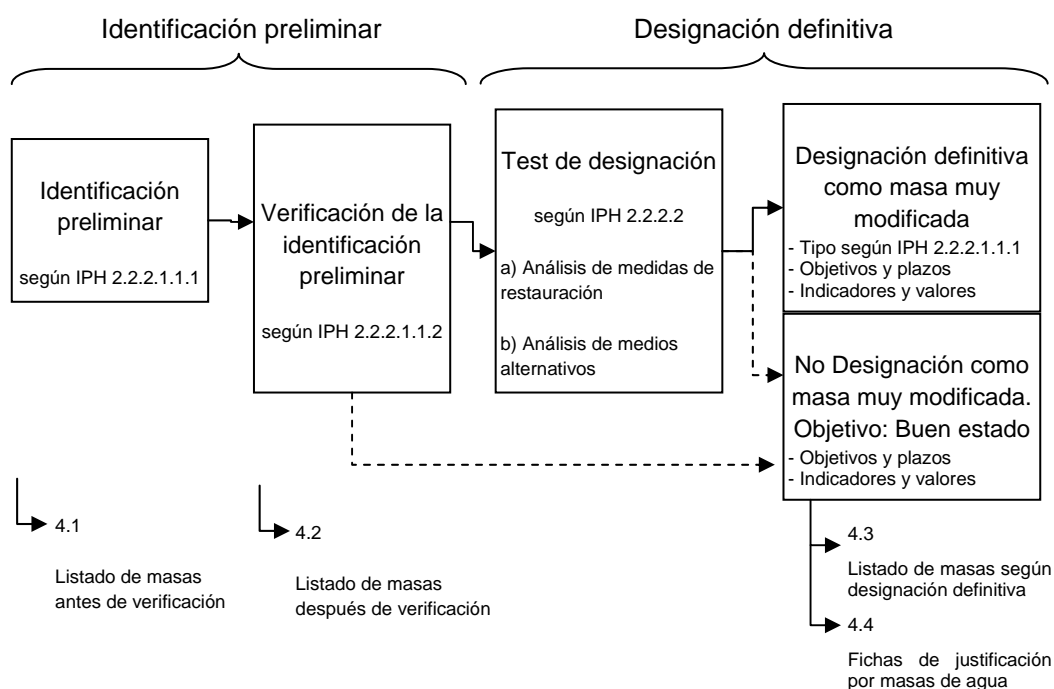 Identificación preliminar
Designación definitiva
Identificación
preliminar
según IPH 2.2.2.1.1.1
Verificación de la
identificación
preliminar
según IPH 2.2.2.1.1.2
Test de designación
según IPH 2.2.2.2
a) Análisis de medidas de
restauración
b) Análisis de medios
alternativos
Designación definitiva
como masa muy
modificada
- Tipo según IPH 2.2.2.1.1.1
- Objetivos y plazos
- Indicadores y valores
No Designación como
masa muy modificada.
Objetivo: Buen estado
- Objetivos y plazos
- Indicadores y valores
4.1
Listado de masas
antes de verificación
4.2
Listado de masas
después de verificación
4.3
Listado de masas según
designación definitiva
4.4
Fichas de justificación
por masas de agua